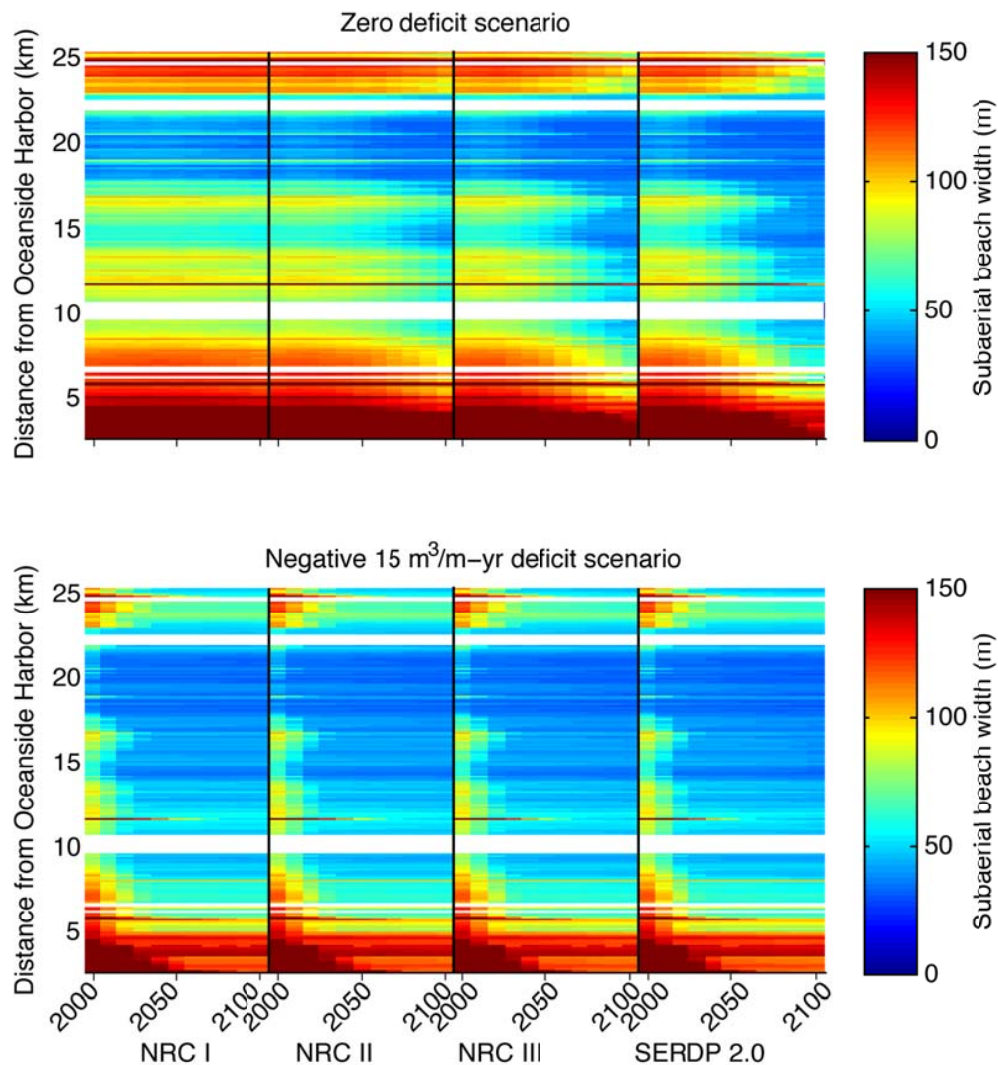 Zero deficit scenario
Distance from Oceanside Harbor (km)
25
20
15
10
5
2000
2050
2100
150
100
50
0
Subaerial beach width (m)
Negative 15 m³/m−yr deficit scenario
Distance from Oceanside Harbor (km)
25
20
15
10
5
150
100
50
0
Subaerial beach width (m)
2000 2050 2100 2000 2050 2100 2000 2050 2100 2000 2050 2100
NRC I NRC II NRC III SERDP 2.0